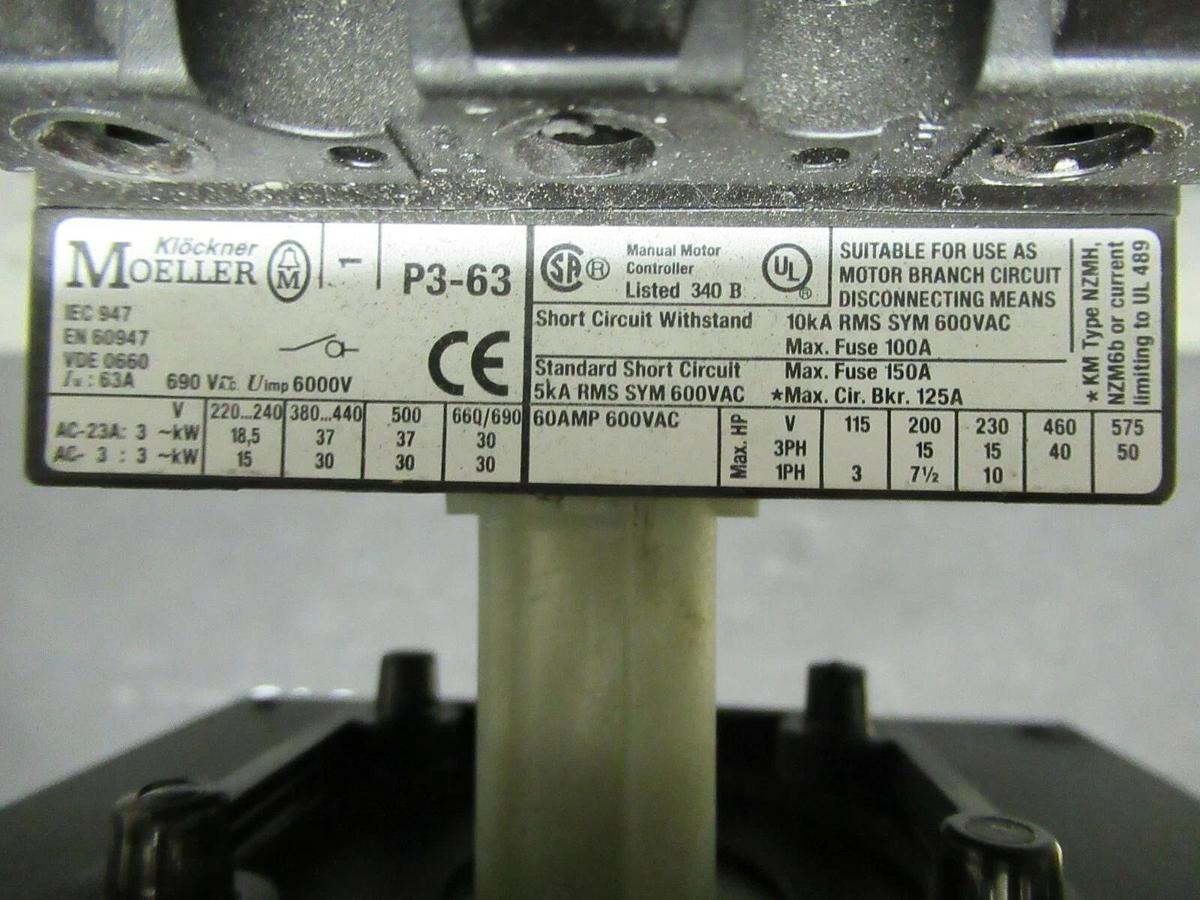 Klöckner
MOELLER
M
1
P3-63
IEC 947
EN 60947
VDE 0660
Iu : 63A 690 V Uimp 6000V
CE
V 220...240 380...440 500 660/690
AC-23A: 3 ~kW 18,5 37 37 30
AC- 3 : 3 ~kW 15 30 30 30
SA ®
Manual Motor
Controller
Listed 340 B
UL ®
SUITABLE FOR USE AS
MOTOR BRANCH CIRCUIT
DISCONNECTING MEANS
Short Circuit Withstand 10kA RMS SYM 600VAC
Max. Fuse 100A
Standard Short Circuit Max. Fuse 150A
5kA RMS SYM 600VAC *Max. Cir. Bkr. 125A
* KM Type NZMH,
NZM6b or current
limiting to UL 489
60AMP 600VAC
Max. HP
V 115 200 230 460 575
3PH 15 15 40 50
1PH 3 7½ 10